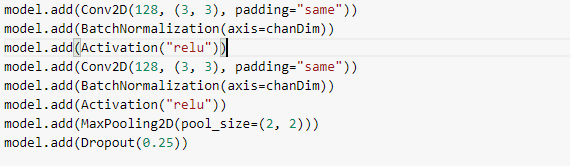 model.add(Conv2D(128, (3, 3), padding="same"))
model.add(BatchNormalization(axis=chanDim))
model.add(Activation("relu"))
model.add(Conv2D(128, (3, 3), padding="same"))
model.add(BatchNormalization(axis=chanDim))
model.add(Activation("relu"))
model.add(MaxPooling2D(pool_size=(2, 2)))
model.add(Dropout(0.25))